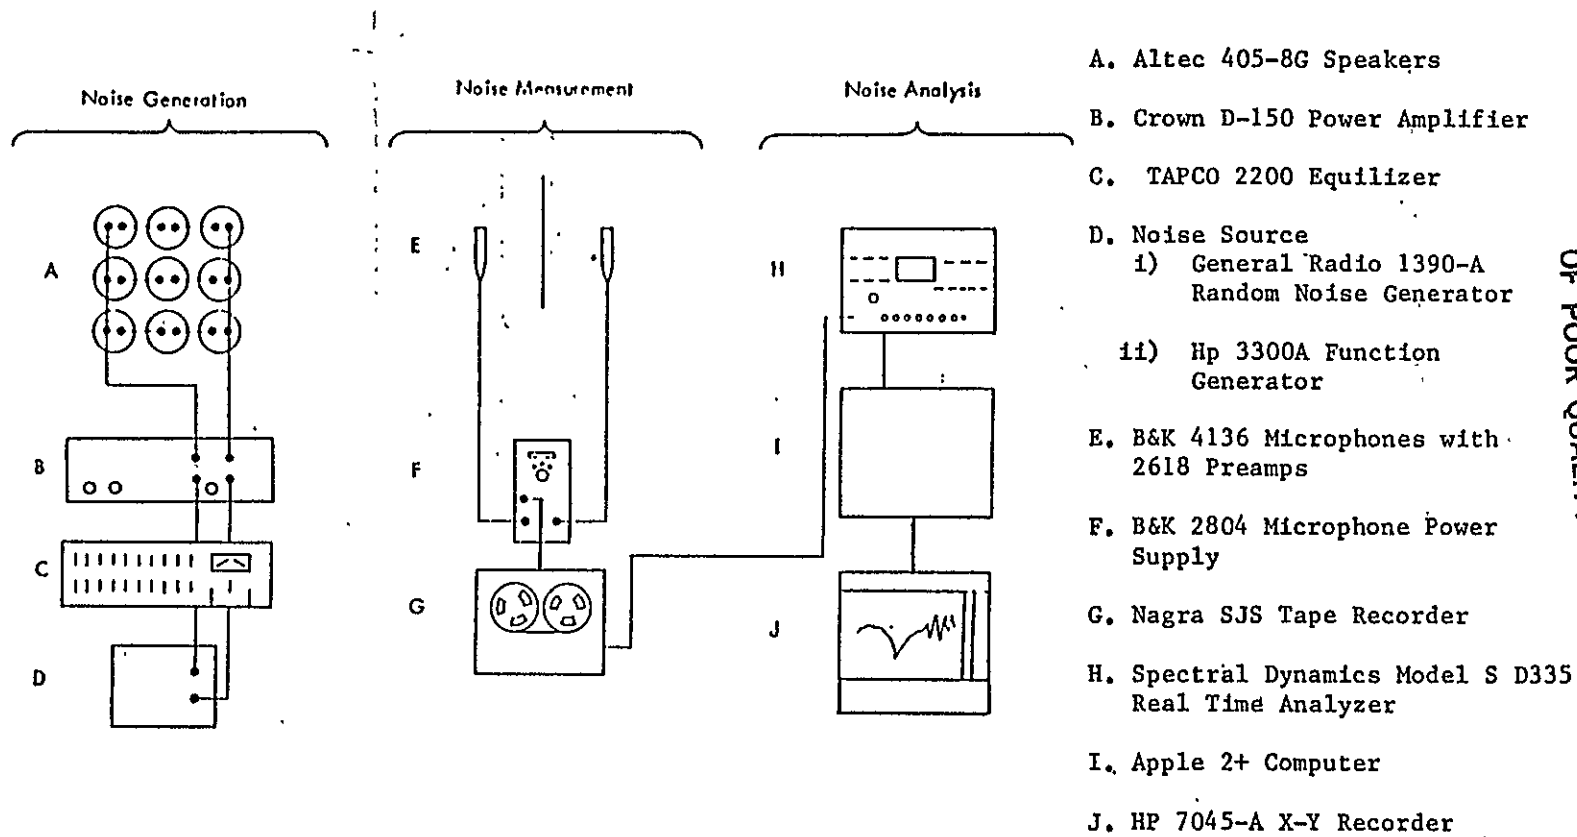 Noise Generation
Noise Measurement
Noise Analysis
A
B
C
D
E
F
G
H
I
J
A. Altec 405-8G Speakers
B. Crown D-150 Power Amplifier
C. TAPCO 2200 Equilizer
D. Noise Source
i) General Radio 1390-A
Random Noise Generator
ii) Hp 3300A Function
Generator
E. B&K 4136 Microphones with
2618 Preamps
F. B&K 2804 Microphone Power
Supply
G. Nagra SJS Tape Recorder
H. Spectral Dynamics Model S D335
Real Time Analyzer
I. Apple 2+ Computer
J. HP 7045-A X-Y Recorder
OF POOR